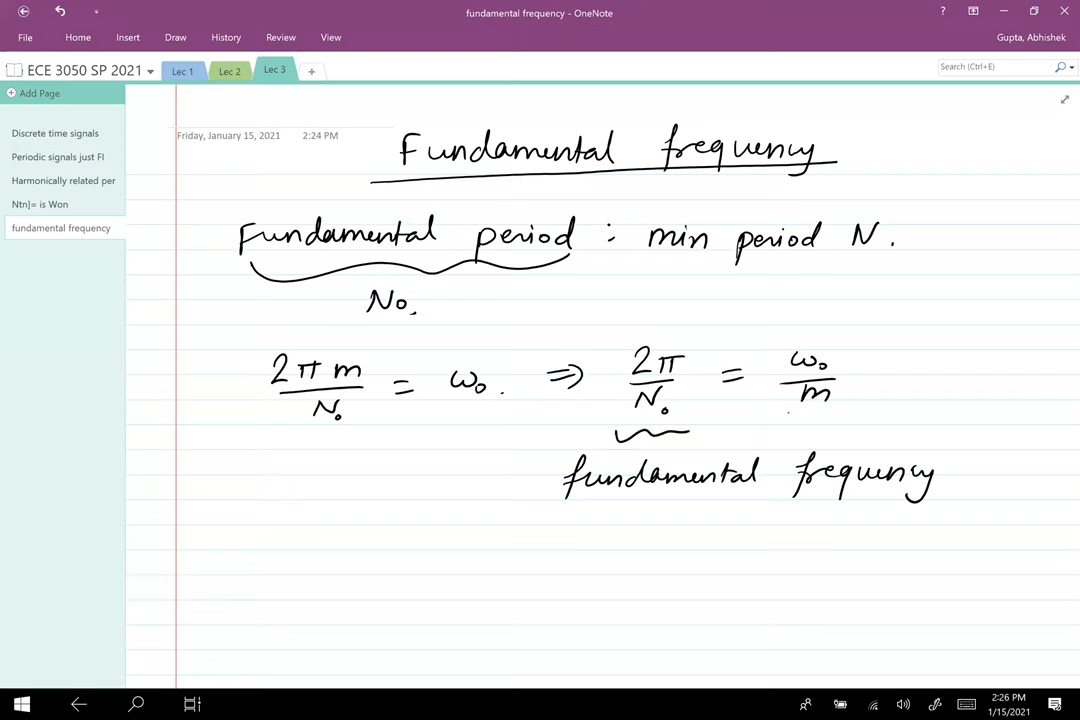 fundamental frequency - OneNote
?
File Home Insert Draw History Review View
Gupta, Abhishek
ECE 3050 SP 2021
Lec 1 Lec 2 Lec 3 +
Search (Ctrl+E)
Add Page
Discrete time signals
Periodic signals just FI
Harmonically related per
Ntn]= is Won
fundamental frequency
Friday, January 15, 2021 2:24 PM
Fundamental frequency
Fundamental period : min period N.
No.
2πm/N₀ = ω₀. ⇒ 2π/N₀ = ω₀/m
fundamental frequency
2:26 PM
1/15/2021